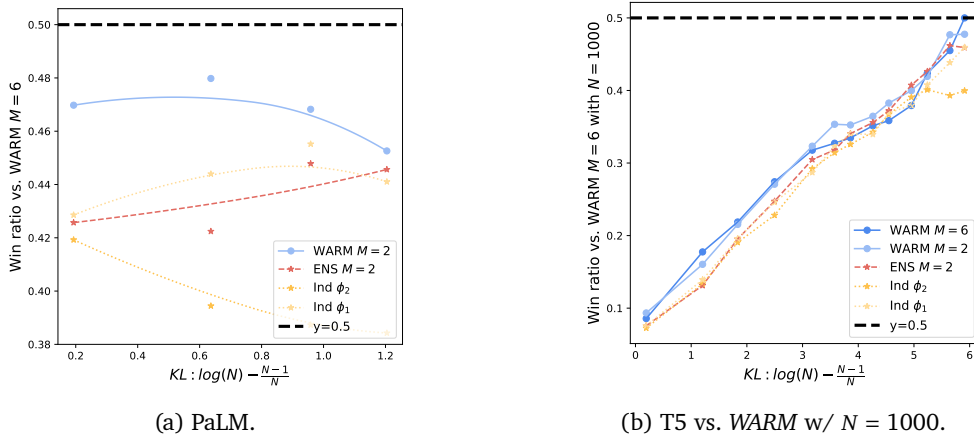 Win ratio vs. WARM M = 6
0.50
0.48
0.46
0.44
0.42
0.40
0.38
WARM M = 2
ENS M = 2
Ind ϕ₂
Ind ϕ₁
y=0.5
0.2 0.4 0.6 0.8 1.0 1.2
KL : log(N) − N−1/N
(a) PaLM.
Win ratio vs. WARM M = 6 with N = 1000
0.5
0.4
0.3
0.2
0.1
WARM M = 6
WARM M = 2
ENS M = 2
Ind ϕ₂
Ind ϕ₁
y=0.5
0 1 2 3 4 5 6
KL : log(N) − N−1/N
(b) T5 vs. WARM w/ N = 1000.